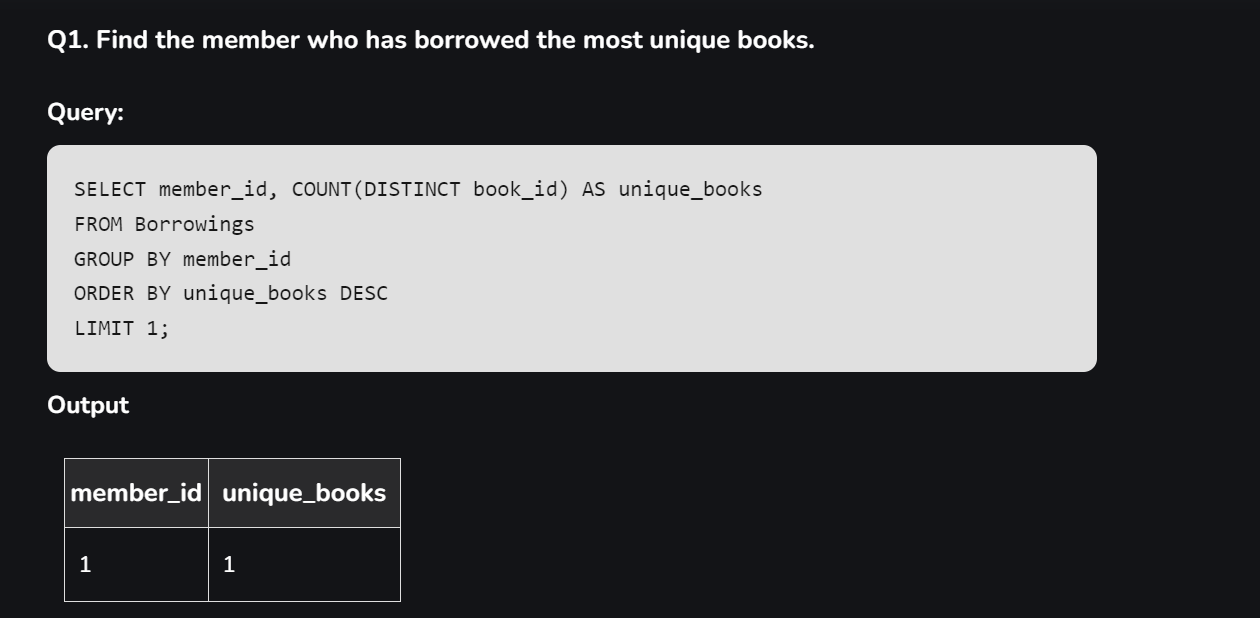 Q1. Find the member who has borrowed the most unique books.
Query:
SELECT member_id, COUNT(DISTINCT book_id) AS unique_books
FROM Borrowings
GROUP BY member_id
ORDER BY unique_books DESC
LIMIT 1;
Output
member_id unique_books
1 1